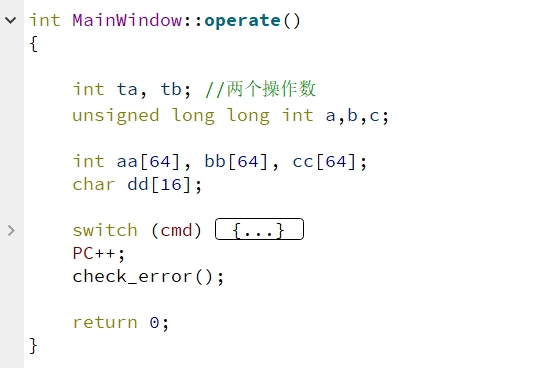 int MainWindow::operate()
{
int ta, tb; //两个操作数
unsigned long long int a,b,c;
int aa[64], bb[64], cc[64];
char dd[16];
switch (cmd) {...}
PC++;
check_error();
return 0;
}